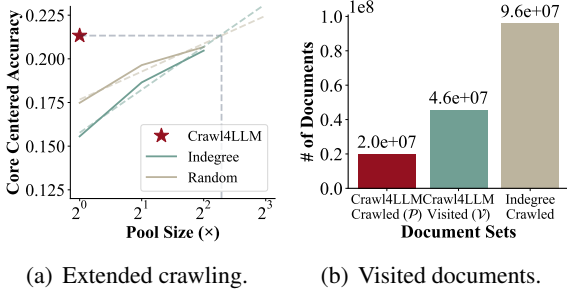 Core Centered Accuracy
0.225
0.200
0.175
0.150
0.125
Crawl4LLM
Indegree
Random
2^0 2^1 2^2 2^3
Pool Size (×)
(a) Extended crawling.
1e8
# of Documents
1.0
0.8
0.6
0.4
0.2
0.0
2.0e+07
4.6e+07
9.6e+07
Crawl4LLM Crawl4LLM Indegree
Crawled (P) Visited (V) Crawled
Document Sets
(b) Visited documents.